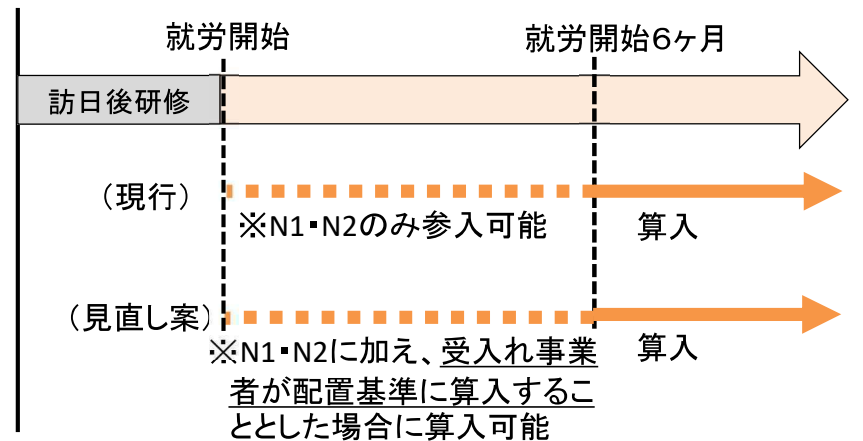 就労開始
就労開始6ヶ月
訪日後研修
（現行）
※N1・N2のみ参入可能
算入
（見直し案）
※N1・N2に加え、受入れ事業
者が配置基準に算入するこ
ととした場合に算入可能
算入